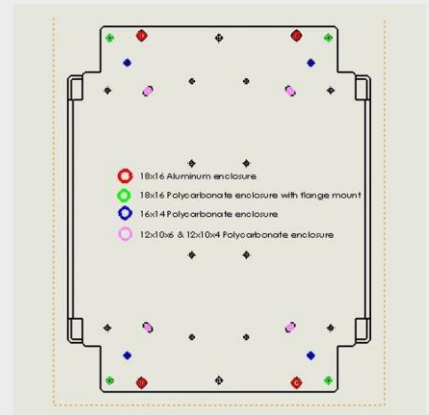 18x16 Aluminum enclosure
18x16 Polycarbonate enclosure with flange mount
16x14 Polycarbonate enclosure
12x10x6 & 12x10x4 Polycarbonate enclosure